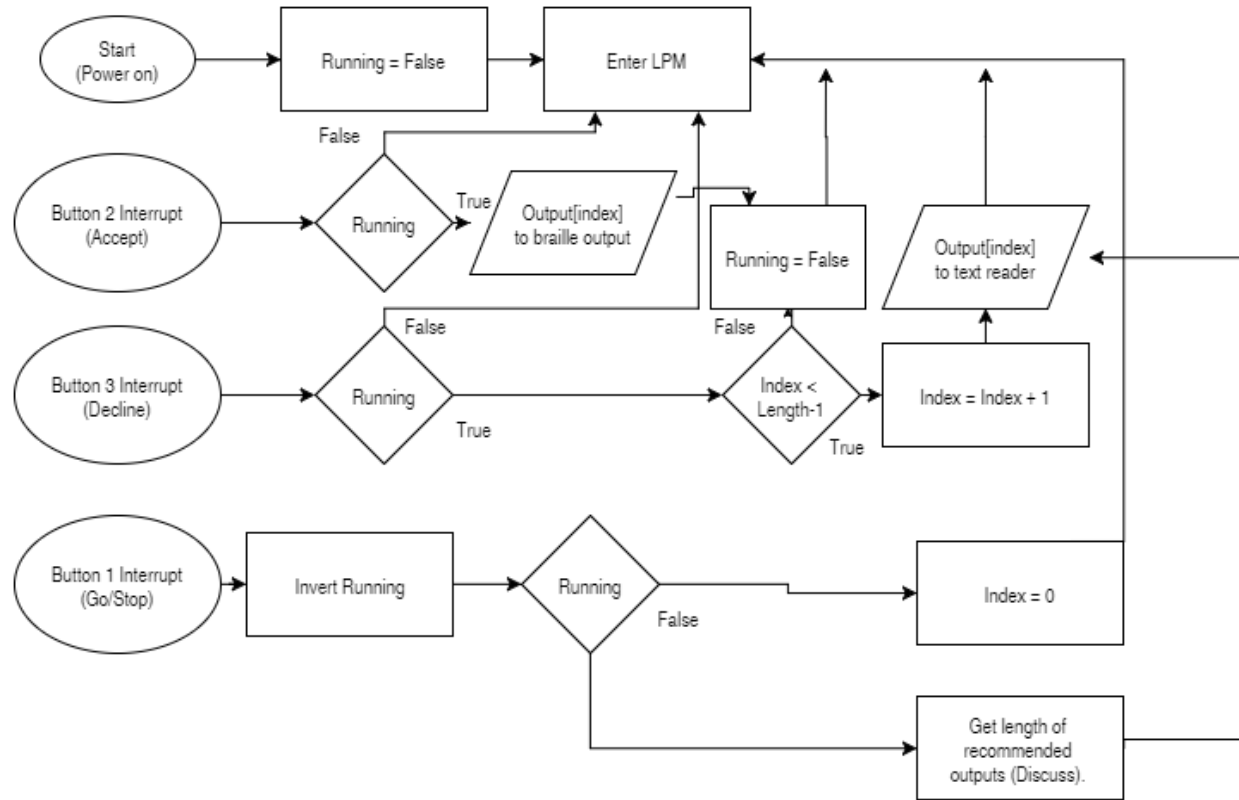 Start
(Power on)
Running = False
Enter LPM
False
Button 2 Interrupt
(Accept)
Running
True
Output[index]
to braille output
Running = False
Output[index]
to text reader
False
Button 3 Interrupt
(Decline)
Running
True
False
Index <
Length-1
True
Index = Index + 1
Button 1 Interrupt
(Go/Stop)
Invert Running
Running
False
Index = 0
Get length of
recommended
outputs (Discuss).